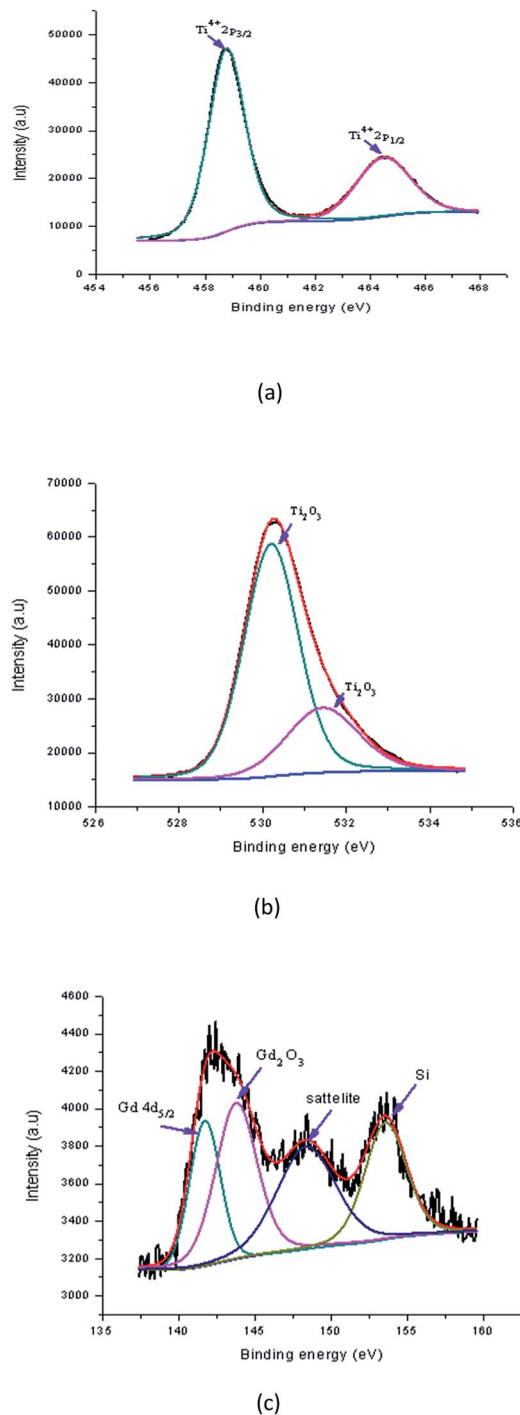 Ti⁴⁺2P₃/₂
Ti⁴⁺2P₁/₂
50000
40000
30000
20000
10000
0
Intensity (a.u)
454 456 458 460 462 464 466 468
Binding energy (eV)
(a)
Ti₂O₃
Ti₂O₃
70000
60000
50000
40000
30000
20000
10000
Intensity (a.u)
526 528 530 532 534 536
Binding energy (eV)
(b)
Gd 4d₅/₂
Gd₂O₃
sattelite
Si
4600
4400
4200
4000
3800
3600
3400
3200
3000
Intensity (a.u)
135 140 145 150 155 160
Binding energy (eV)
(c)